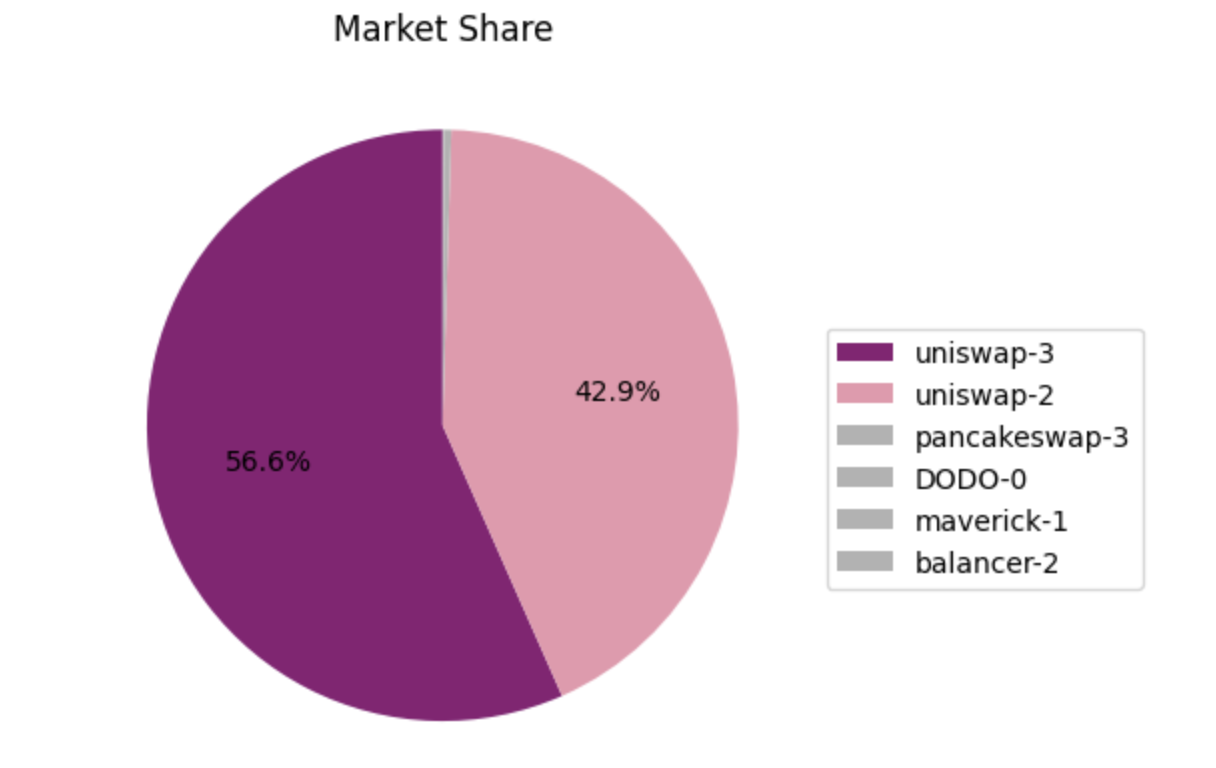 Market Share
42.9%
56.6%
uniswap-3
uniswap-2
pancakeswap-3
DODO-0
maverick-1
balancer-2